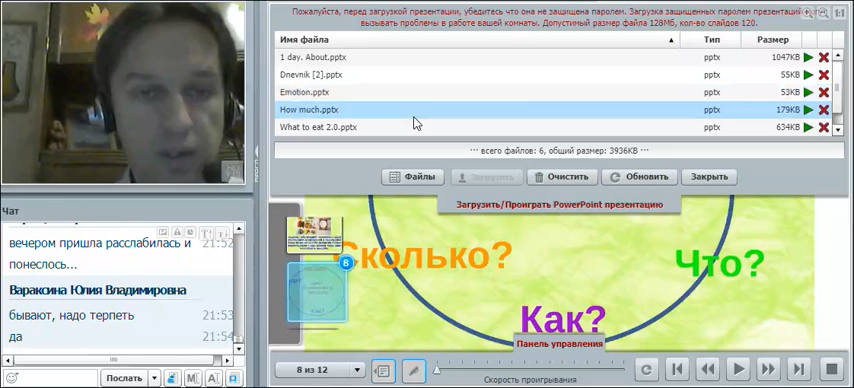 Пожалуйста, перед загрузкой презентации, убедитесь что она не защищена паролем. Загрузка защищенных паролем презентаций
вызывать проблемы в работе вашей комнаты. Допустимый размер файла 128Мб, кол-во слайдов 120.
Имя файла Тип Размер
1 day. About.pptx pptx 1047KB
Dnevnik [2].pptx pptx 55KB
Emotion.pptx pptx 53KB
How much.pptx pptx 179KB
What to eat 2.0.pptx pptx 634KB
··· всего файлов: 6, общий размер: 3936KB ···
Файлы Загрузить Очистить Обновить Закрыть
Загрузить/Проиграть PowerPoint презентацию
Чат
вечером пришла расслабилась и 21:52
понеслось...
Вараксина Юлия Владимировна
бывают, надо терпеть 21:53
да 21:54
Послать
8
Сколько?
Что?
Как?
Панель управления
8 из 12
Скорость проигрывания